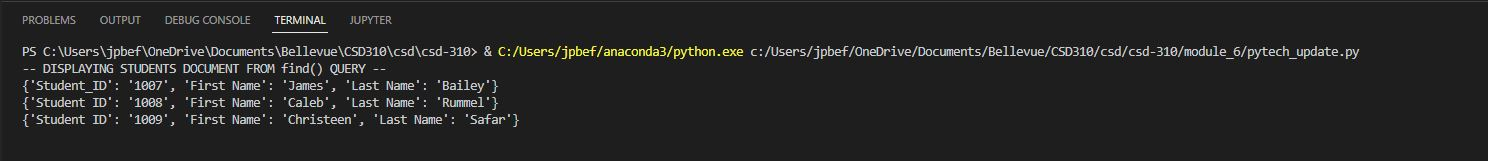 PROBLEMS OUTPUT DEBUG CONSOLE TERMINAL JUPYTER
PS C:\Users\jpbef\OneDrive\Documents\Bellevue\CSD310\csd\csd-310> & C:/Users/jpbef/anaconda3/python.exe c:/Users/jpbef/OneDrive/Documents/Bellevue/CSD310/csd/csd-310/module_6/pytech_update.py
-- DISPLAYING STUDENTS DOCUMENT FROM find() QUERY --
{'Student_ID': '1007', 'First Name': 'James', 'Last Name': 'Bailey'}
{'Student ID': '1008', 'First Name': 'Caleb', 'Last Name': 'Rummel'}
{'Student ID': '1009', 'First Name': 'Christeen', 'Last Name': 'Safar'}